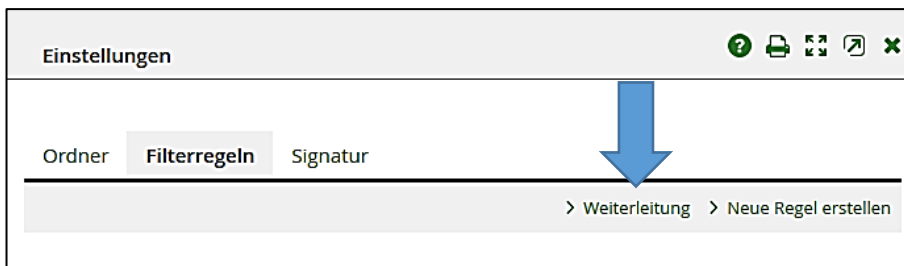 Einstellungen
Ordner Filterregeln Signatur
> Weiterleitung > Neue Regel erstellen